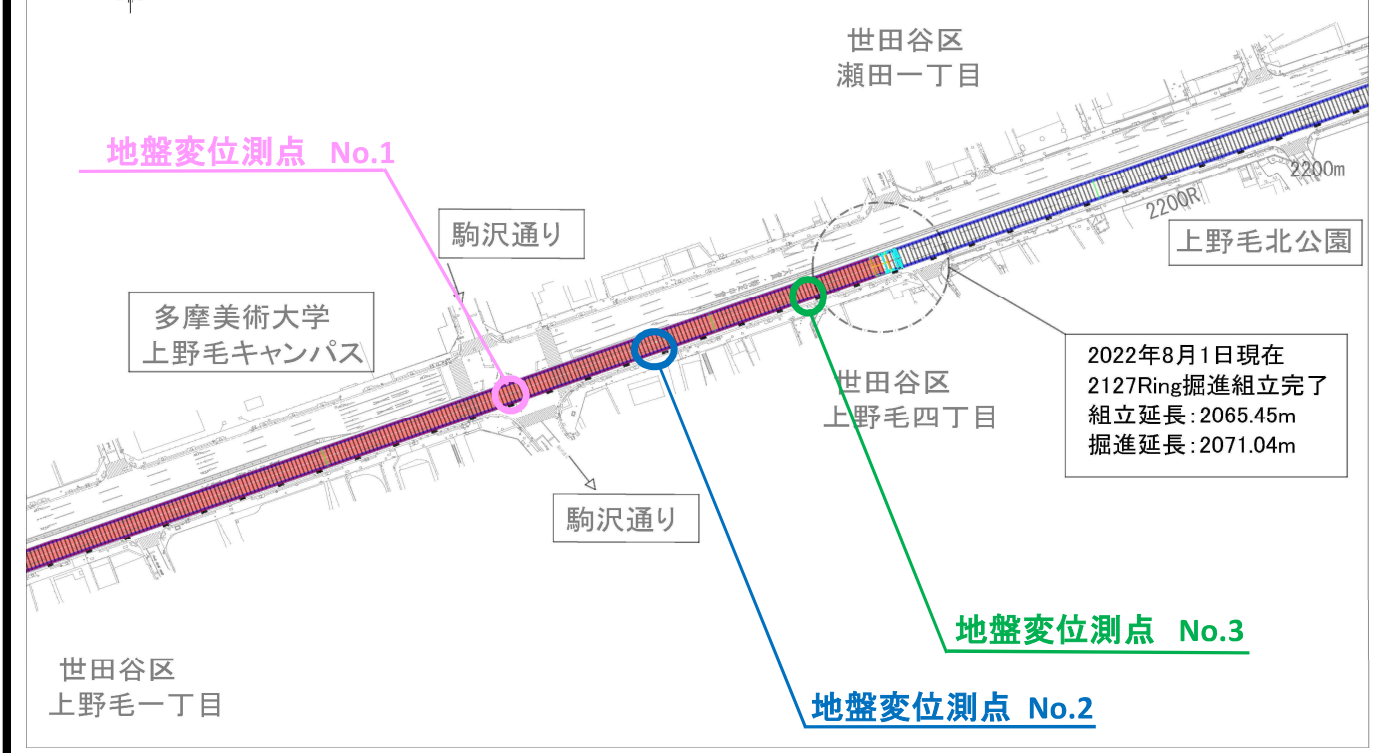 世田谷区
瀬田一丁目
地盤変位測点 No.1
2200m
2200R
駒沢通り
上野毛北公園
多摩美術大学
上野毛キャンパス
2022年8月1日現在
2127Ring掘進組立完了
組立延長:2065.45m
掘進延長:2071.04m
世田谷区
上野毛四丁目
駒沢通り
地盤変位測点 No.3
世田谷区
上野毛一丁目
地盤変位測点 No.2